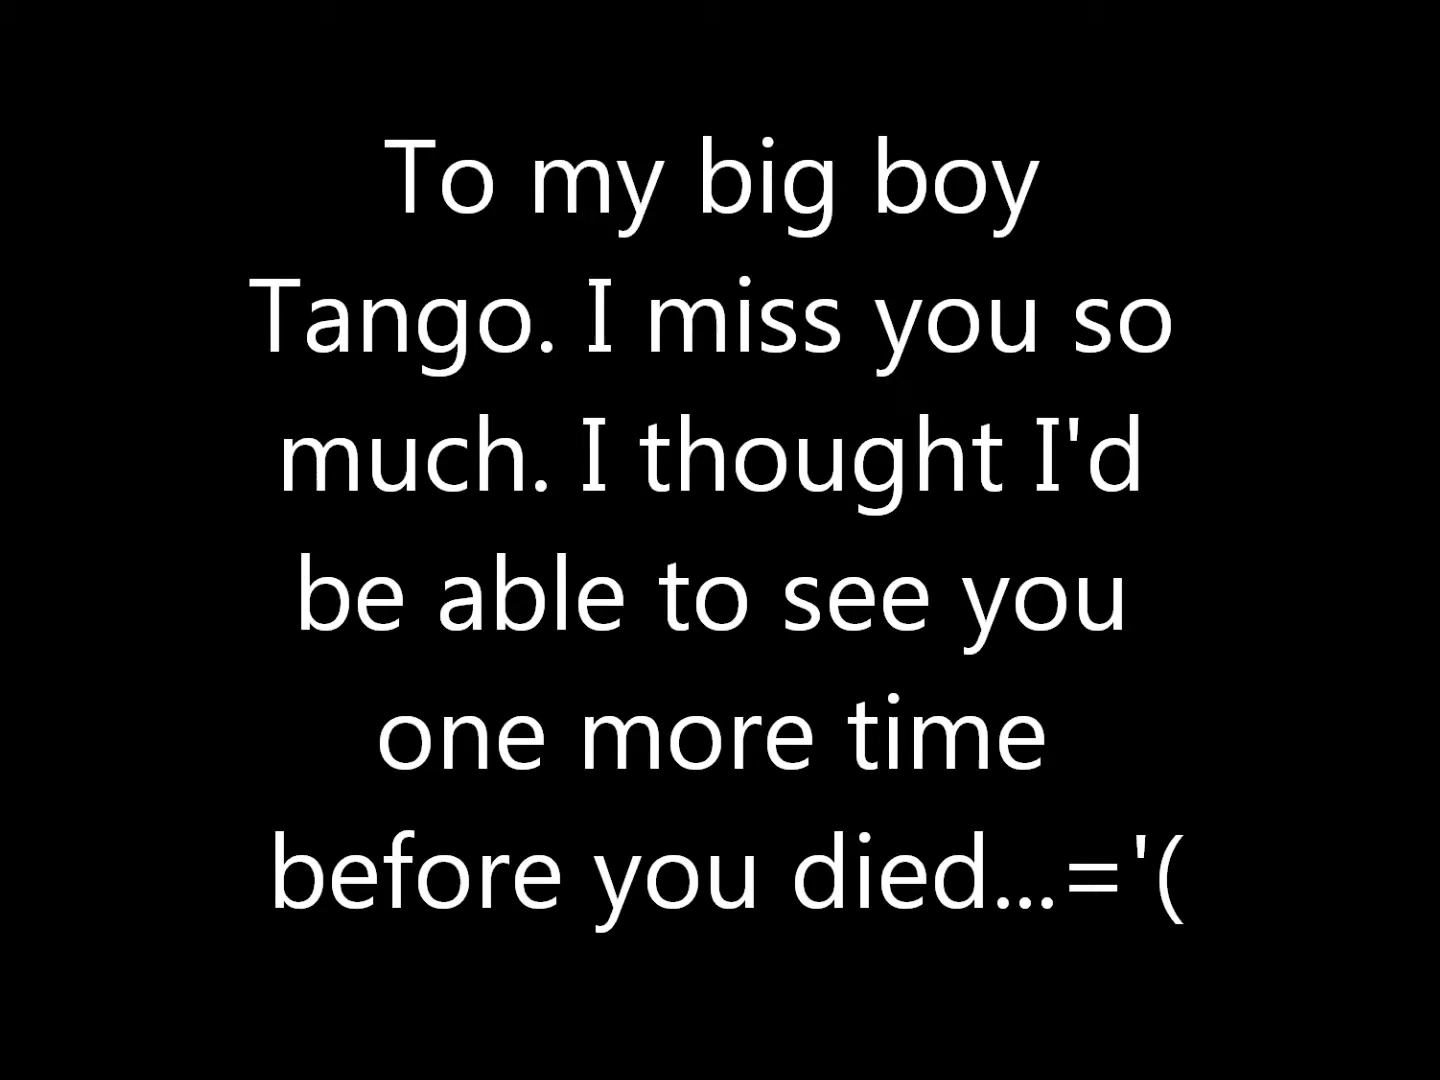 To my big boy
Tango. I miss you so
much. I thought I'd
be able to see you
one more time
before you died...='(